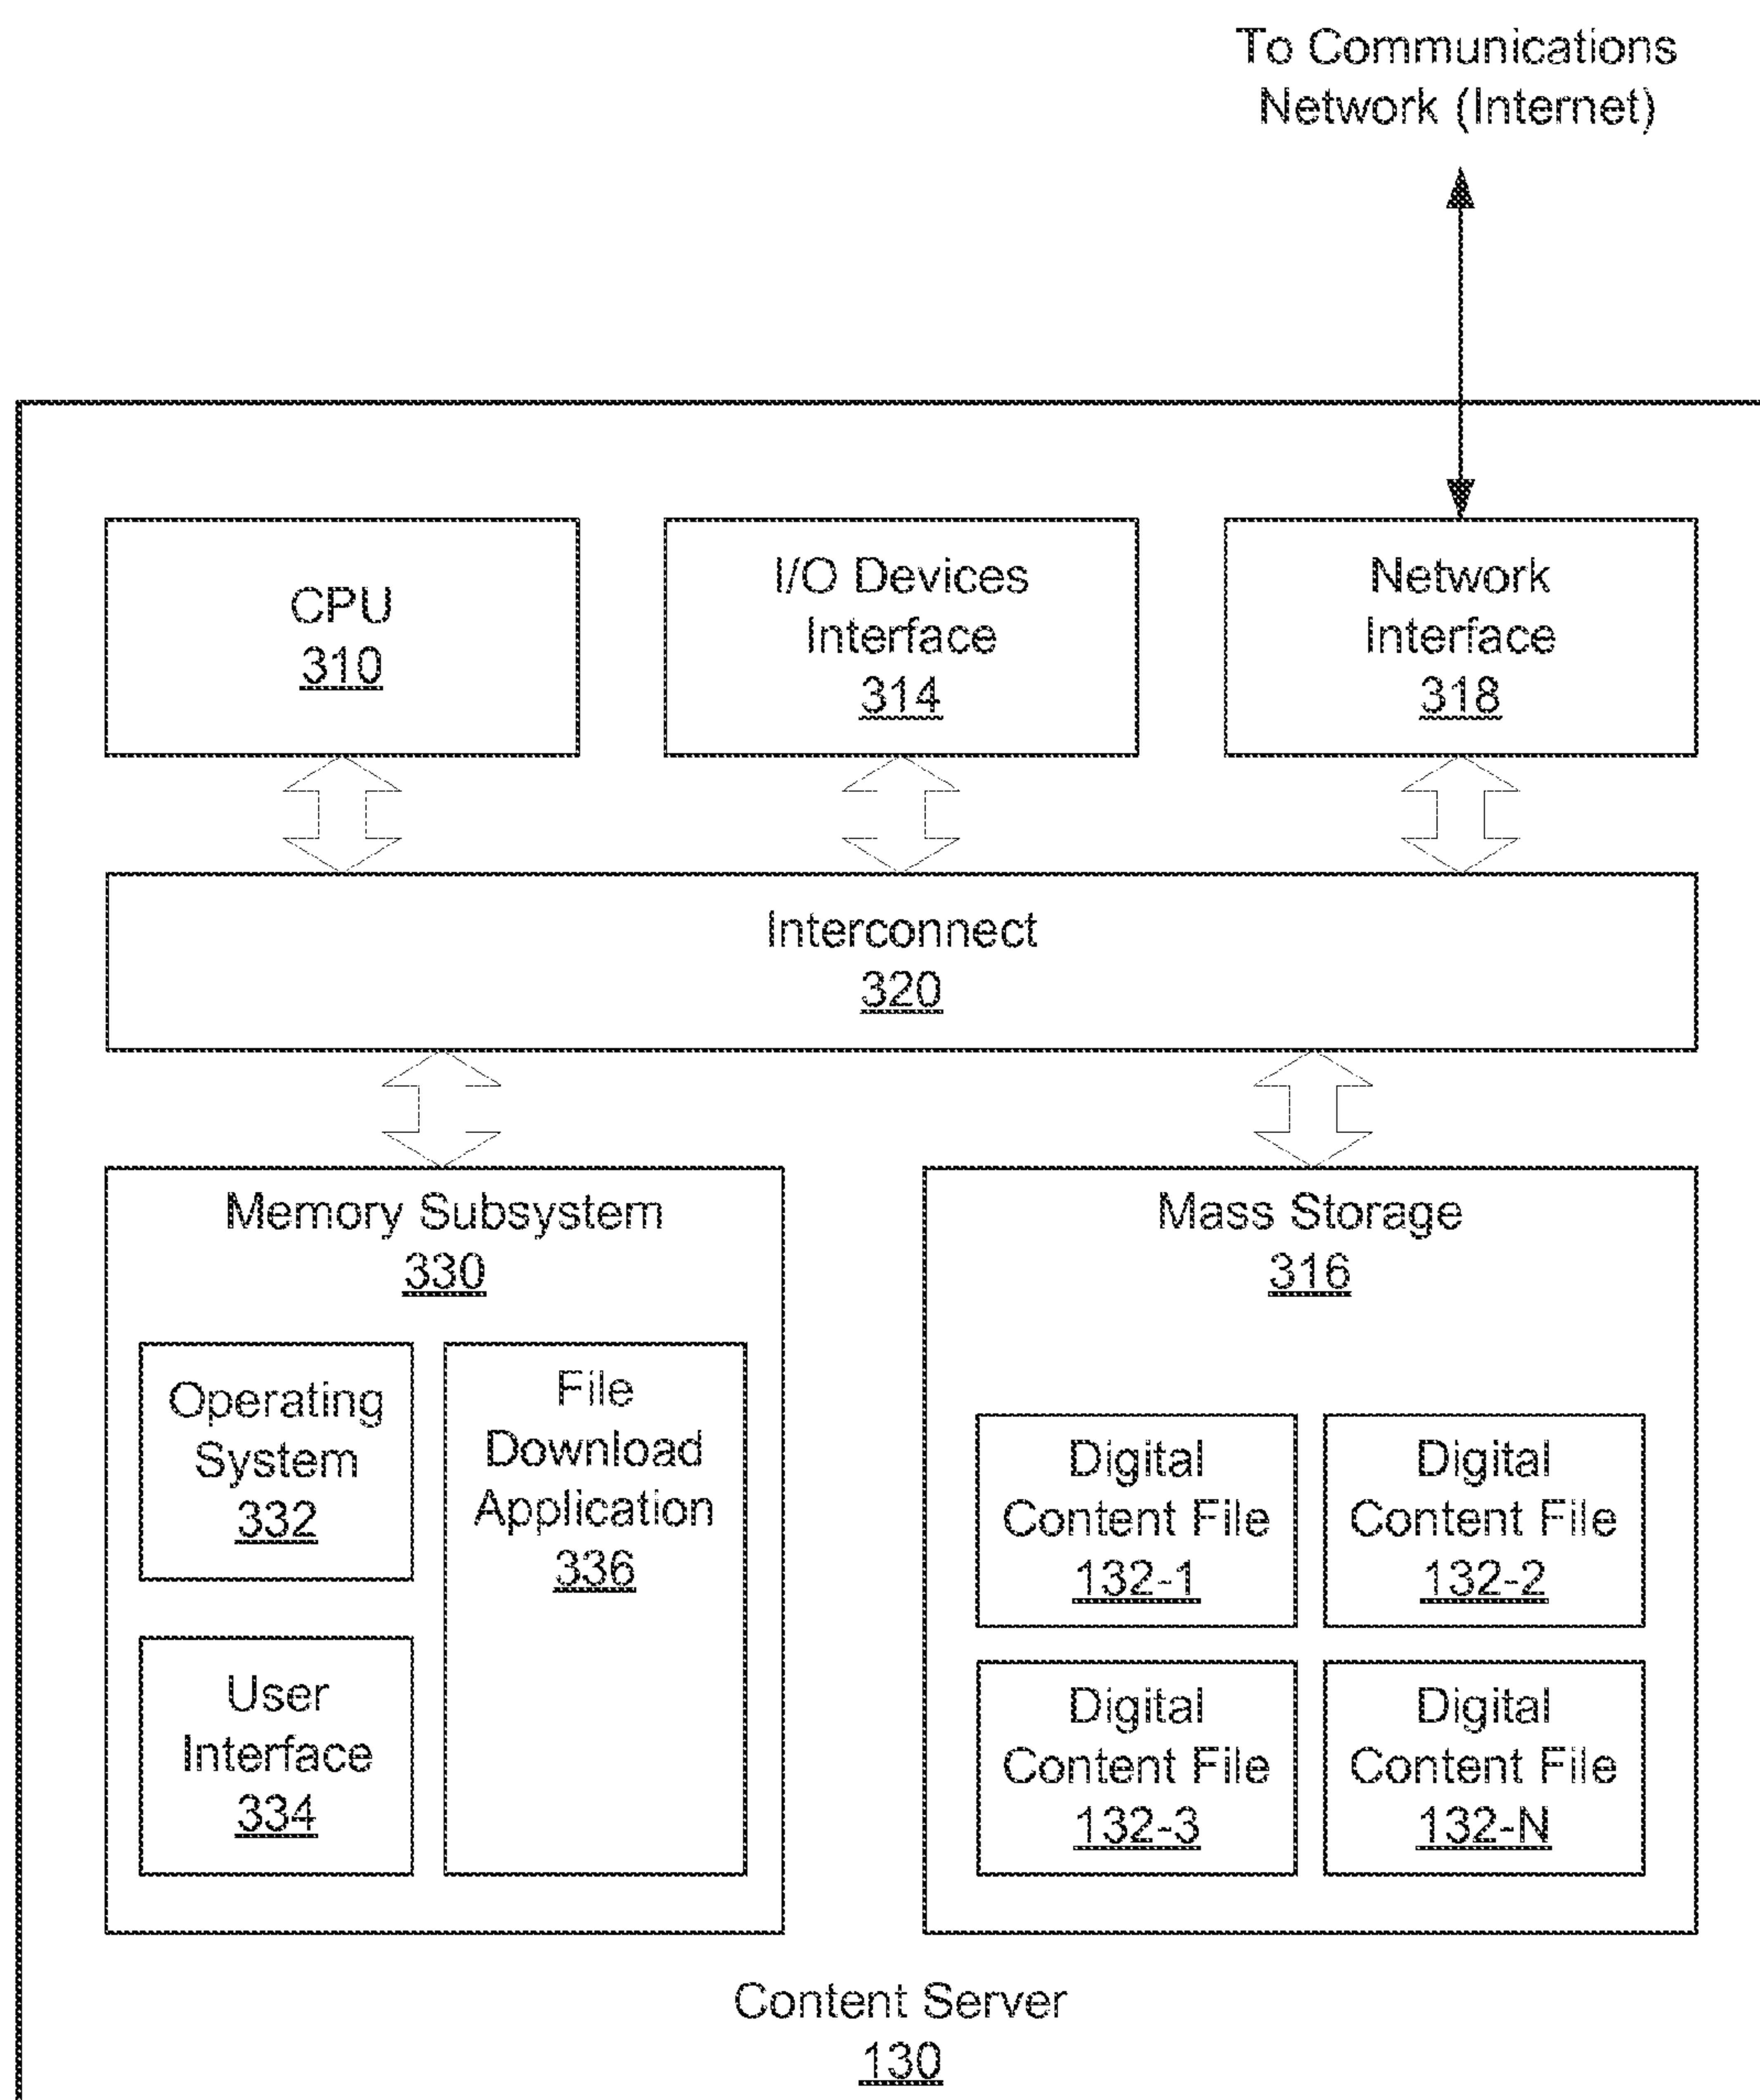 To Communications
Network (Internet)
CPU
310
I/O Devices
Interface
314
Network
Interface
318
Interconnect
320
Memory Subsystem
330
Operating
System
332
User
Interface
334
File
Download
Application
336
Mass Storage
316
Digital
Content File
132-1
Digital
Content File
132-2
Digital
Content File
132-3
Digital
Content File
132-N
Content Server
130